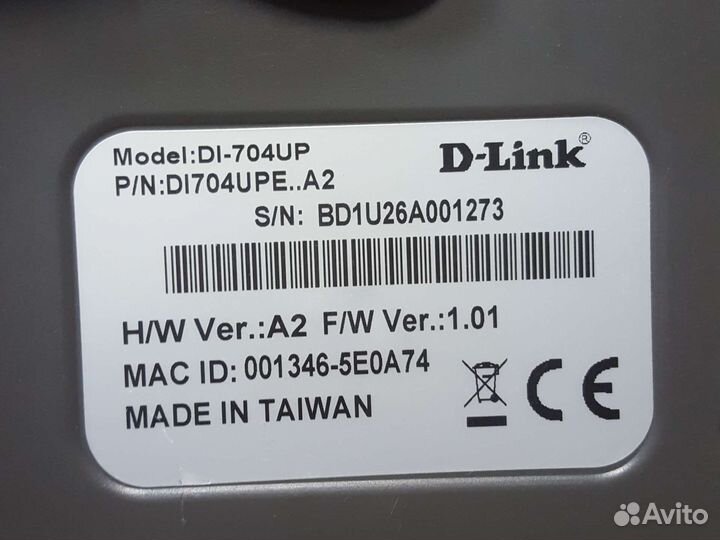 Model:DI-704UP
D-Link®
P/N:DI704UPE..A2
S/N: BD1U26A001273
H/W Ver.:A2 F/W Ver.:1.01
MAC ID: 001346-5E0A74
MADE IN TAIWAN
CE
Avito